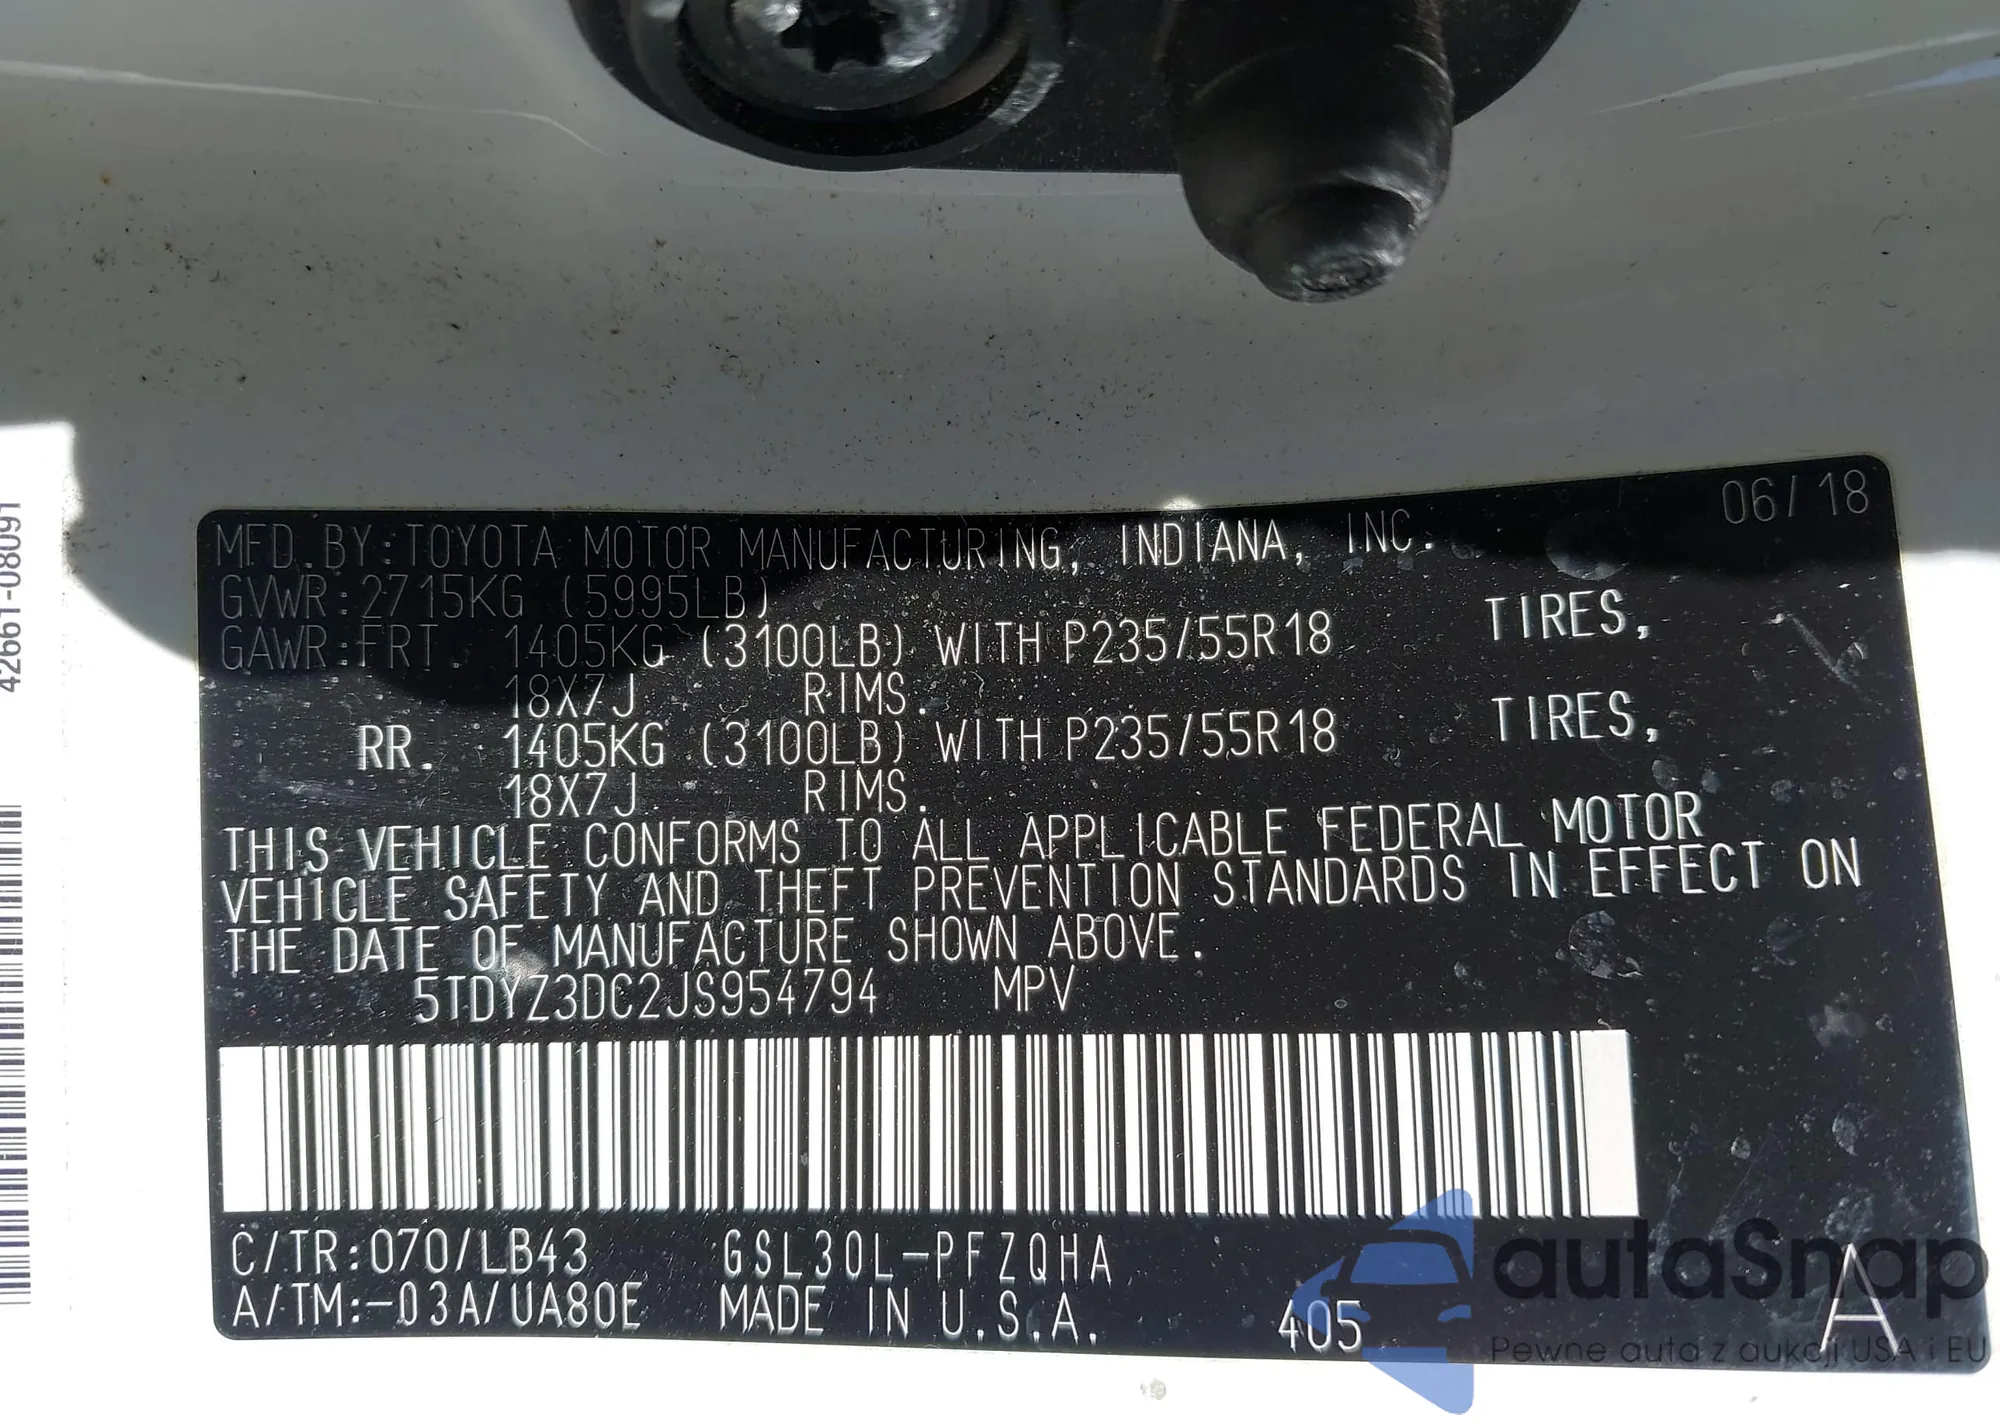 06/18
MFD.BY:TOYOTA MOTOR MANUFACTURING, INDIANA, INC.
GVWR:2715KG (5995LB)
GAWR:FRT. 1405KG (3100LB) WITH P235/55R18 TIRES,
18X7J RIMS.
RR. 1405KG (3100LB) WITH P235/55R18 TIRES,
18X7J RIMS.
THIS VEHICLE CONFORMS TO ALL APPLICABLE FEDERAL MOTOR
VEHICLE SAFETY AND THEFT PREVENTION STANDARDS IN EFFECT ON
THE DATE OF MANUFACTURE SHOWN ABOVE.
5TDYZ3DC2JS954794 MPV
C/TR:070/LB43 GSL30L-PFZQHA
A/TM:-03A/UA80E MADE IN U.S.A. 405 A
42661-08091
autoSnap
Pewne auta z aukcji USA i EU